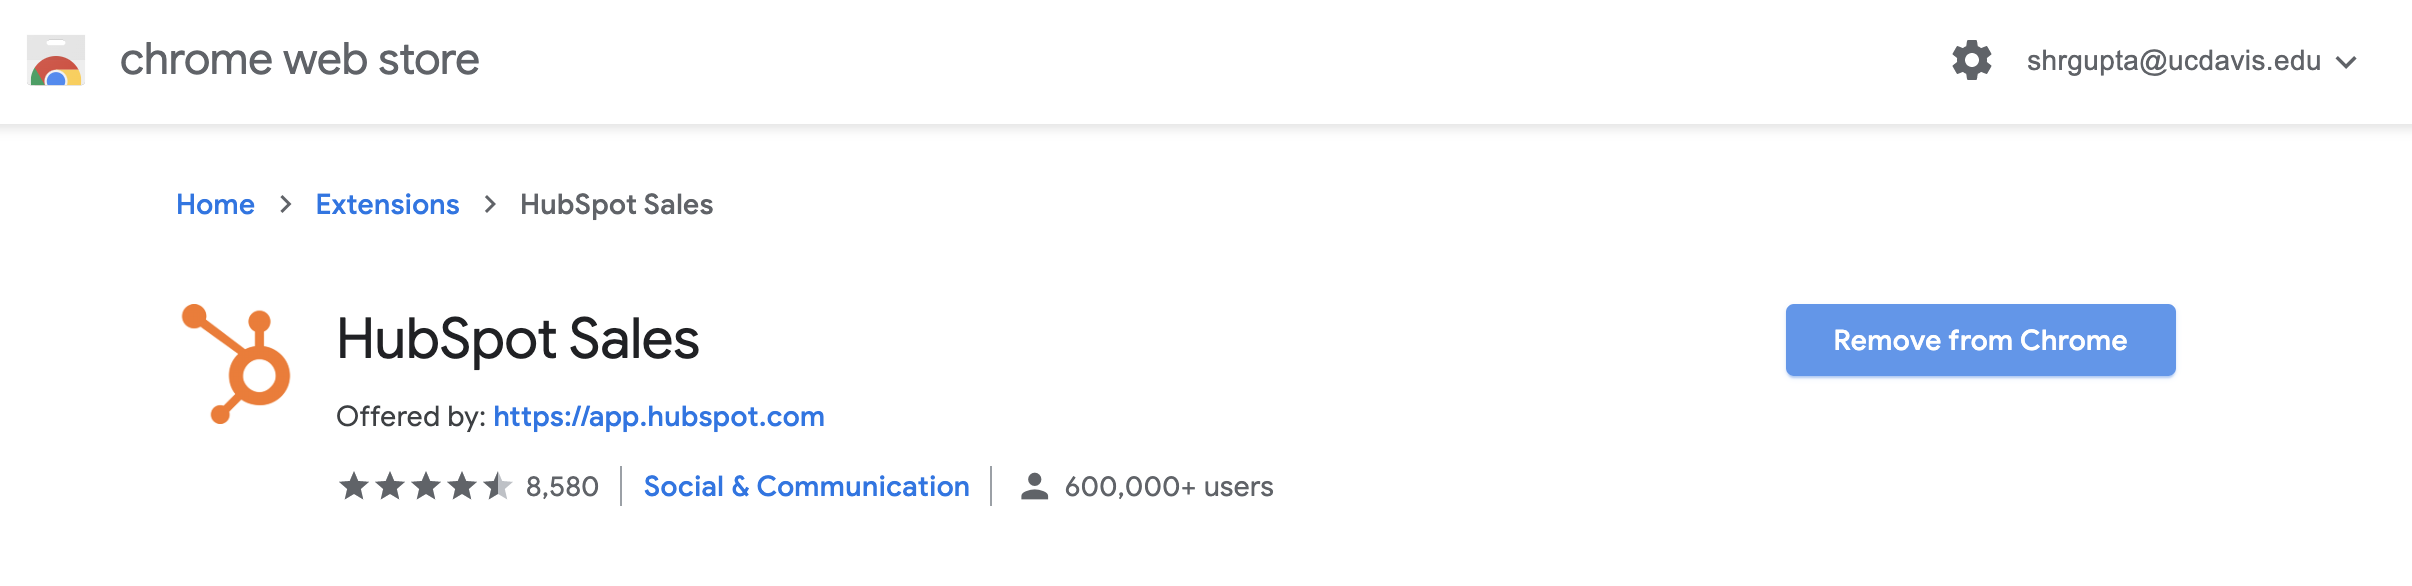 chrome web store
shrgupta@ucdavis.edu
Home > Extensions > HubSpot Sales
HubSpot Sales
Remove from Chrome
Offered by: https://app.hubspot.com
8,580 | Social & Communication | 600,000+ users